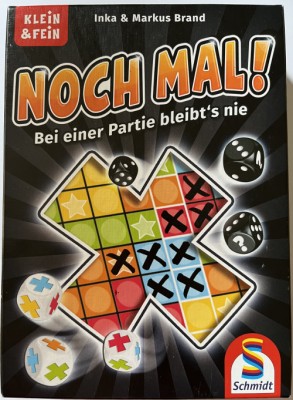 KLEIN
&FEIN
Inka & Markus Brand
NOCH MAL!
Bei einer Partie bleibt's nie
?
S
Schmidt